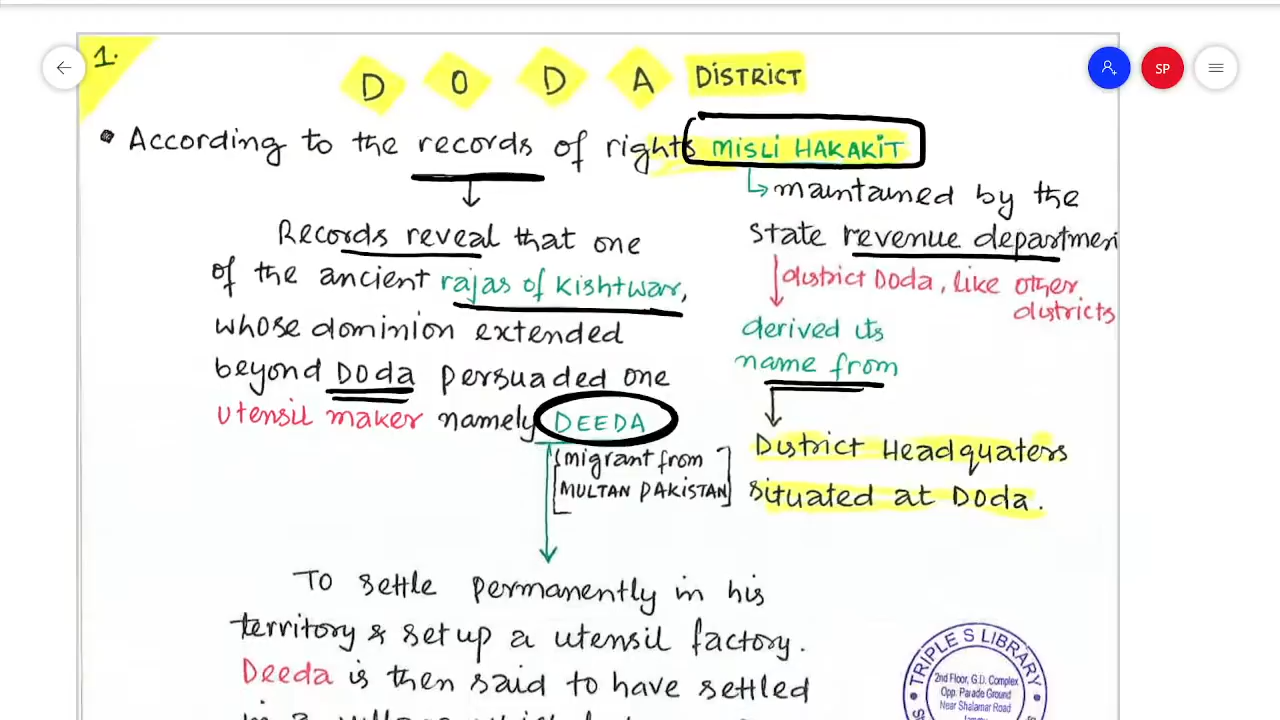 1.
D O D A DISTRICT
• According to the records of rights MISLI HAKAKIT
↳ maintained by the
state revenue departmen
district Doda, like other
districts
derived its
name from
District Headquaters
situated at Doda.
Records reveal that one
of the ancient rajas of Kishtwar,
whose dominion extended
beyond Doda persuaded one
utensil maker namely DEEDA
[migrant from
MULTAN PAKISTAN]
To settle permanently in his
territory & set up a utensil factory.
Deeda is then said to have settled
in a
TRIPLE S LIBRARY
2nd Floor, G.D. Complex
Opp. Parade Ground
Near Shalamar Road
SP